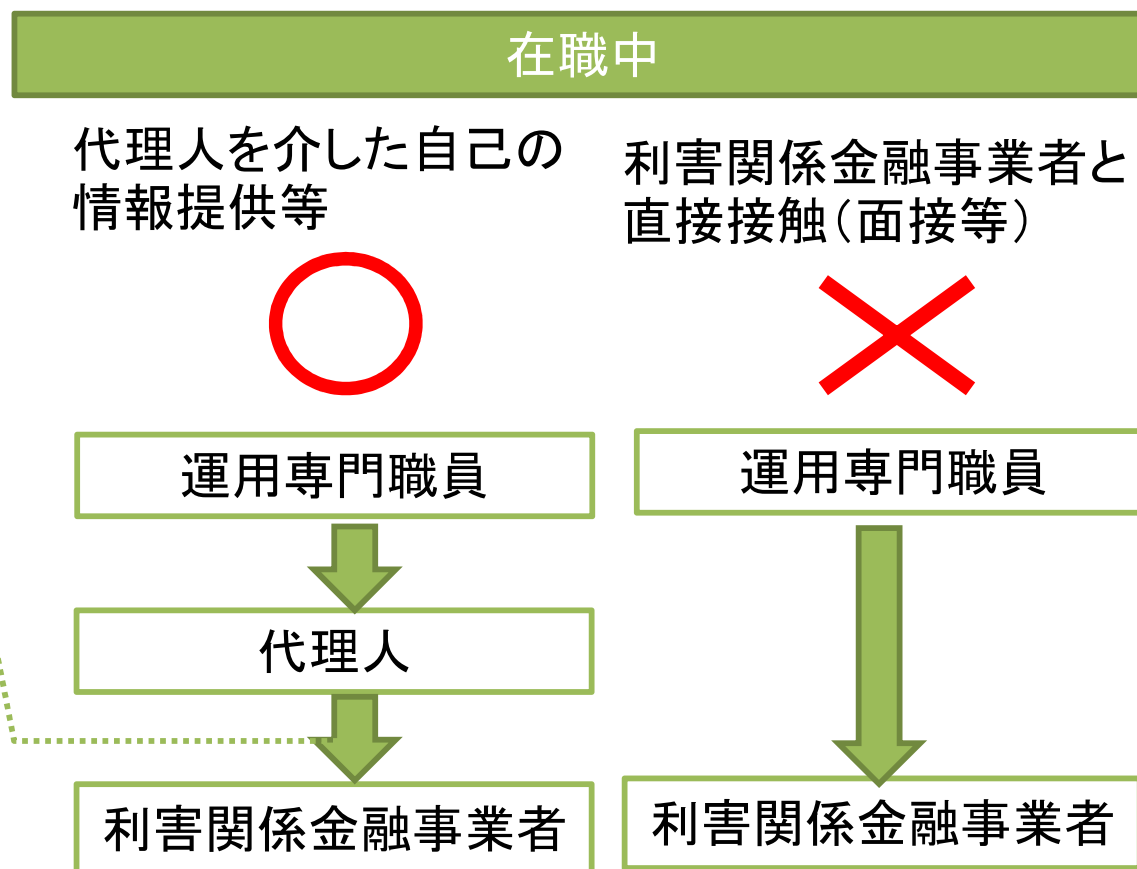 在職中
代理人を介した自己の
情報提供等
利害関係金融事業者と
直接接触（面接等）
運用専門職員
運用専門職員
代理人
利害関係金融事業者
利害関係金融事業者